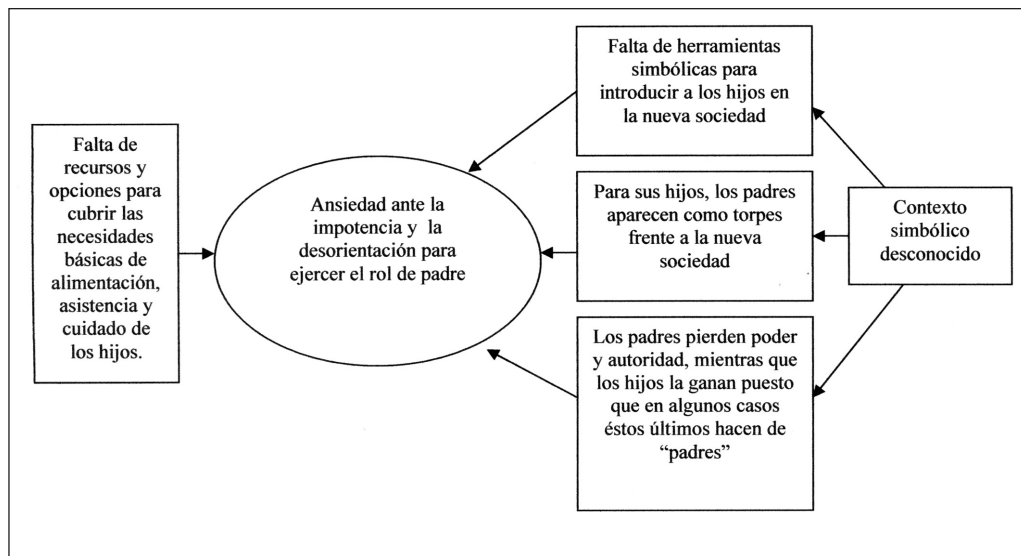 Falta de
recursos y
opciones para
cubrir las
necesidades
básicas de
alimentación,
asistencia y
cuidado de
los hijos.
Ansiedad ante la
impotencia y la
desorientación para
ejercer el rol de padre
Falta de herramientas
simbólicas para
introducir a los hijos en
la nueva sociedad
Para sus hijos, los padres
aparecen como torpes
frente a la nueva
sociedad
Los padres pierden poder
y autoridad, mientras que
los hijos la ganan puesto
que en algunos casos
éstos últimos hacen de
“padres”
Contexto
simbólico
desconocido